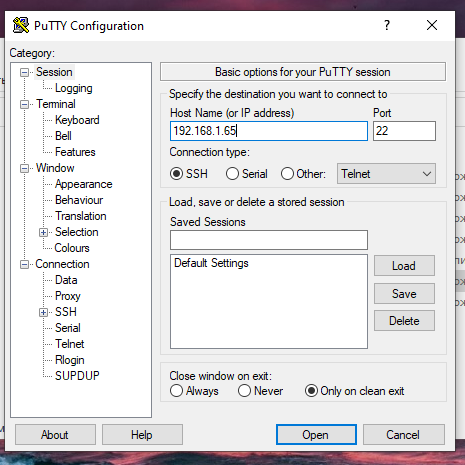 PuTTY Configuration ? ×
Category:
Session
Logging
Terminal
Keyboard
Bell
Features
Window
Appearance
Behaviour
Translation
Selection
Colours
Connection
Data
Proxy
SSH
Serial
Telnet
Rlogin
SUPDUP
Basic options for your PuTTY session
Specify the destination you want to connect to
Host Name (or IP address) Port
192.168.1.65 22
Connection type:
SSH Serial Other: Telnet
Load, save or delete a stored session
Saved Sessions
Default Settings
Load
Save
Delete
Close window on exit:
Always Never Only on clean exit
About Help Open Cancel